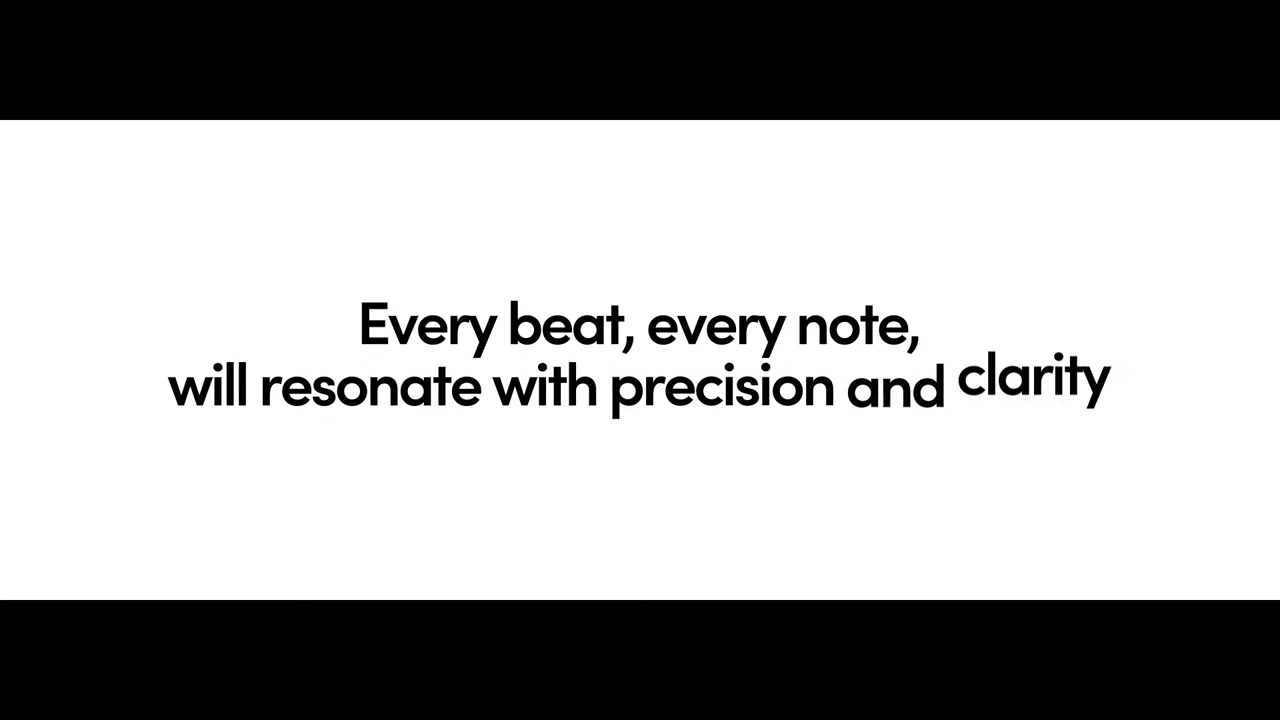 Every beat, every note,
will resonate with precision and clarity